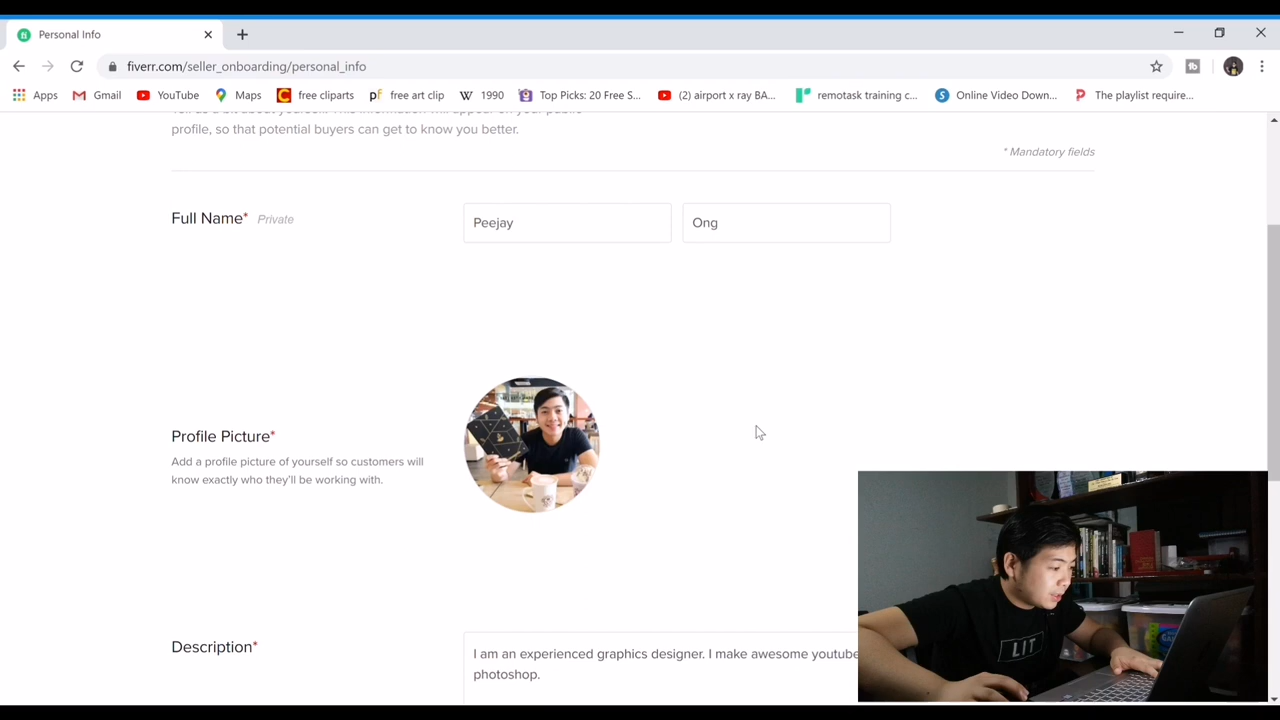 Personal Info
fiverr.com/seller_onboarding/personal_info
Apps Gmail YouTube Maps free cliparts free art clip 1990 Top Picks: 20 Free S... (2) airport x ray BA... remotask training c... Online Video Down... The playlist require...
profile, so that potential buyers can get to know you better.
* Mandatory fields
Full Name* Private
Peejay
Ong
Profile Picture*
Add a profile picture of yourself so customers will
know exactly who they'll be working with.
Description*
I am an experienced graphics designer. I make awesome youtube
photoshop.
LIT